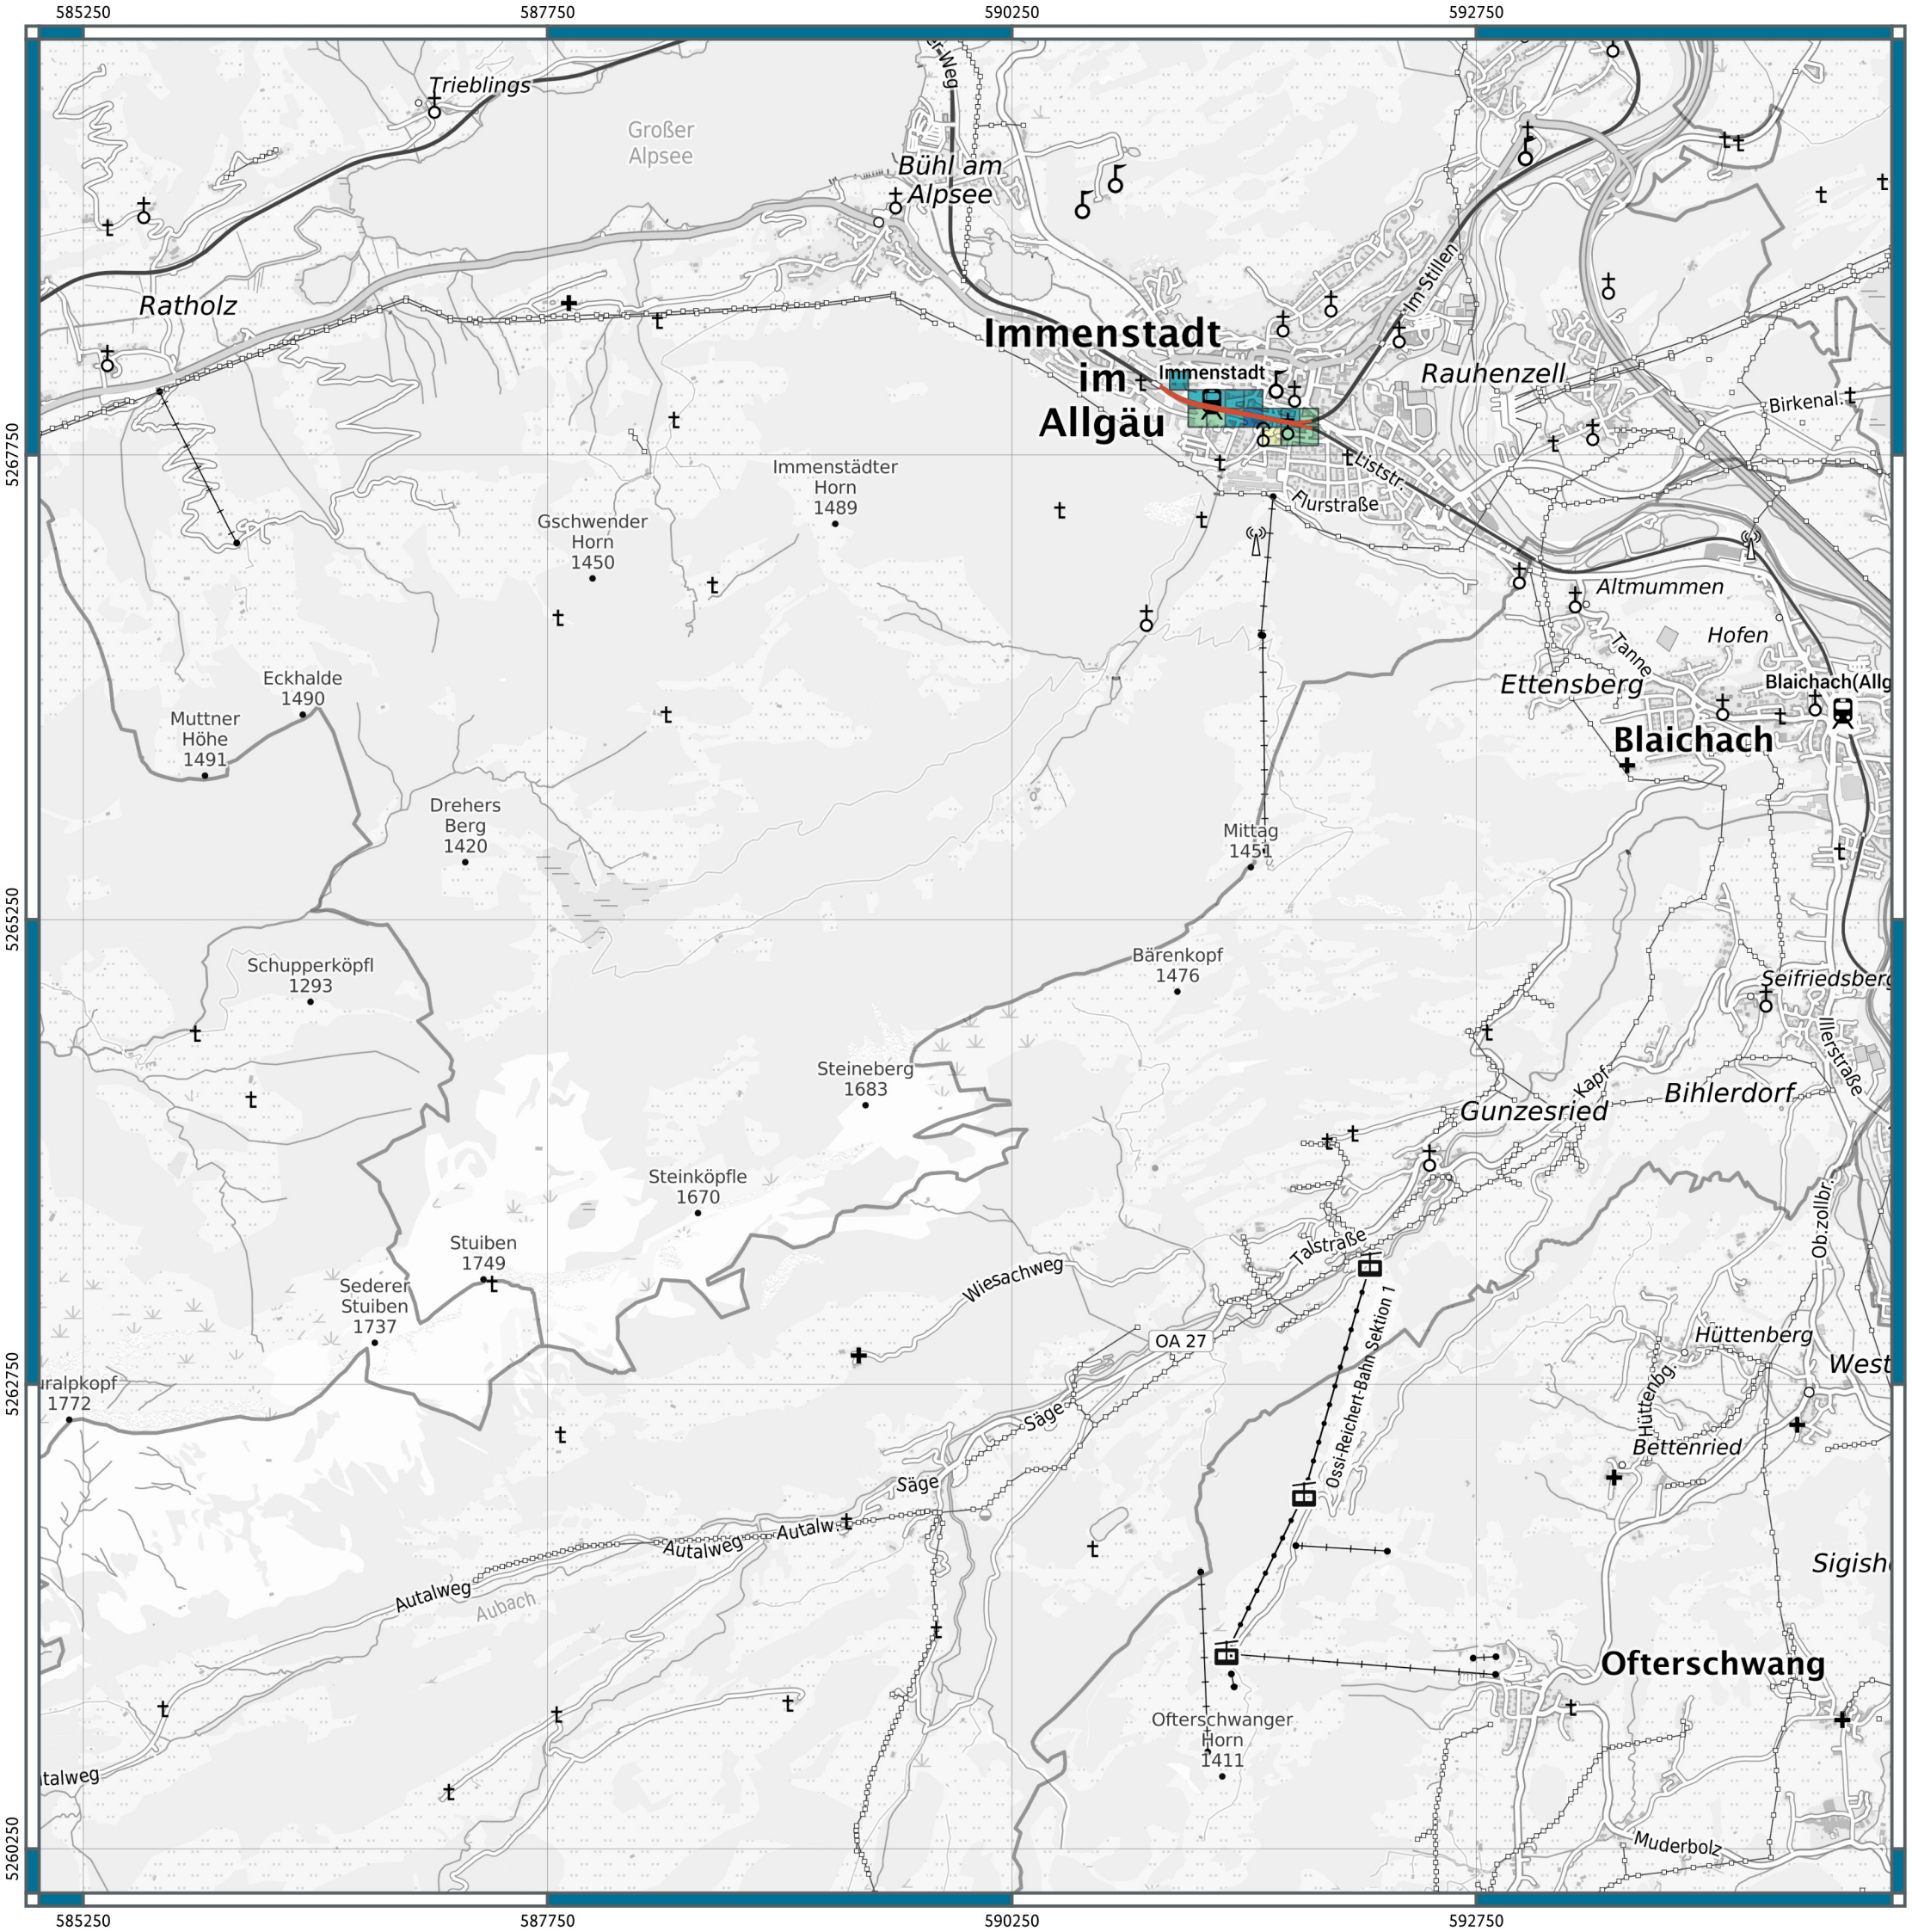 585250
587750
590250
592750
Trieblings
er-Weg
Großer
Alpsee
Bühl am
Alpsee
Ratholz
Im Stillen
Immenstadt
im
Allgäu
Immenstadt
Rauhenzell
Birkenal.
5267750
Liststr.
Flurstraße
Immenstädter
Horn
1489
Gschwender
Horn
1450
Altmummen
Hofen
Tanne
Ettensberg
Blaichach(Allg
Blaichach
Eckhalde
1490
Muttner
Höhe
1491
Drehers
Berg
1420
Mittag
1451
5265250
Bärenkopf
1476
Schupperköpfl
1293
Seifriedsberg
Illerstraße
Steineberg
1683
Kapf
Bihlerdorf
Gunzesried
Steinköpfle
1670
Ob.zollbr.
Stuiben
1749
Talstraße
Wiesachweg
Sederer
Stuiben
1737
Ossi-Reichert-Bahn Sektion 1
OA 27
Hüttenberg
West
5262750
uralpkopf
1772
Hüttenbg.
Säge
Bettenried
Säge
Autalw.
Autalweg
Autalweg
Aubach
Sigish
Ofterschwang
Ofterschwanger
Horn
1411
talweg
5260250
Muderbolz
585250
587750
590250
592750